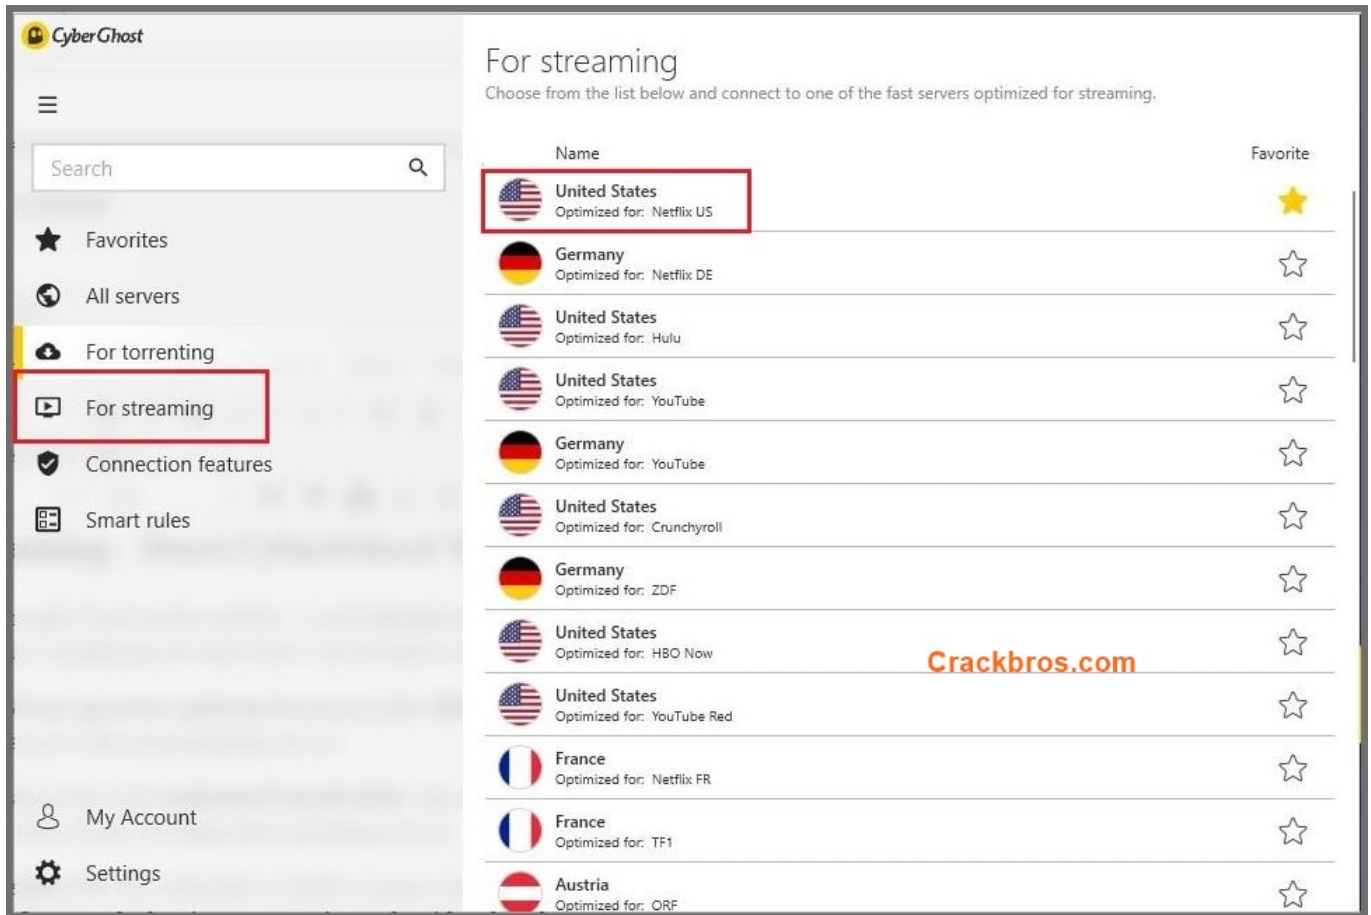 CyberGhost
Search
Favorites
All servers
For torrenting
For streaming
Connection features
Smart rules
My Account
Settings
For streaming
Choose from the list below and connect to one of the fast servers optimized for streaming.
Name Favorite
United States
Optimized for: Netflix US
Germany
Optimized for: Netflix DE
United States
Optimized for: Hulu
United States
Optimized for: YouTube
Germany
Optimized for: YouTube
United States
Optimized for: Crunchyroll
Germany
Optimized for: ZDF
United States
Optimized for: HBO Now
Crackbros.com
United States
Optimized for: YouTube Red
France
Optimized for: Netflix FR
France
Optimized for: TF1
Austria
Optimized for: ORF